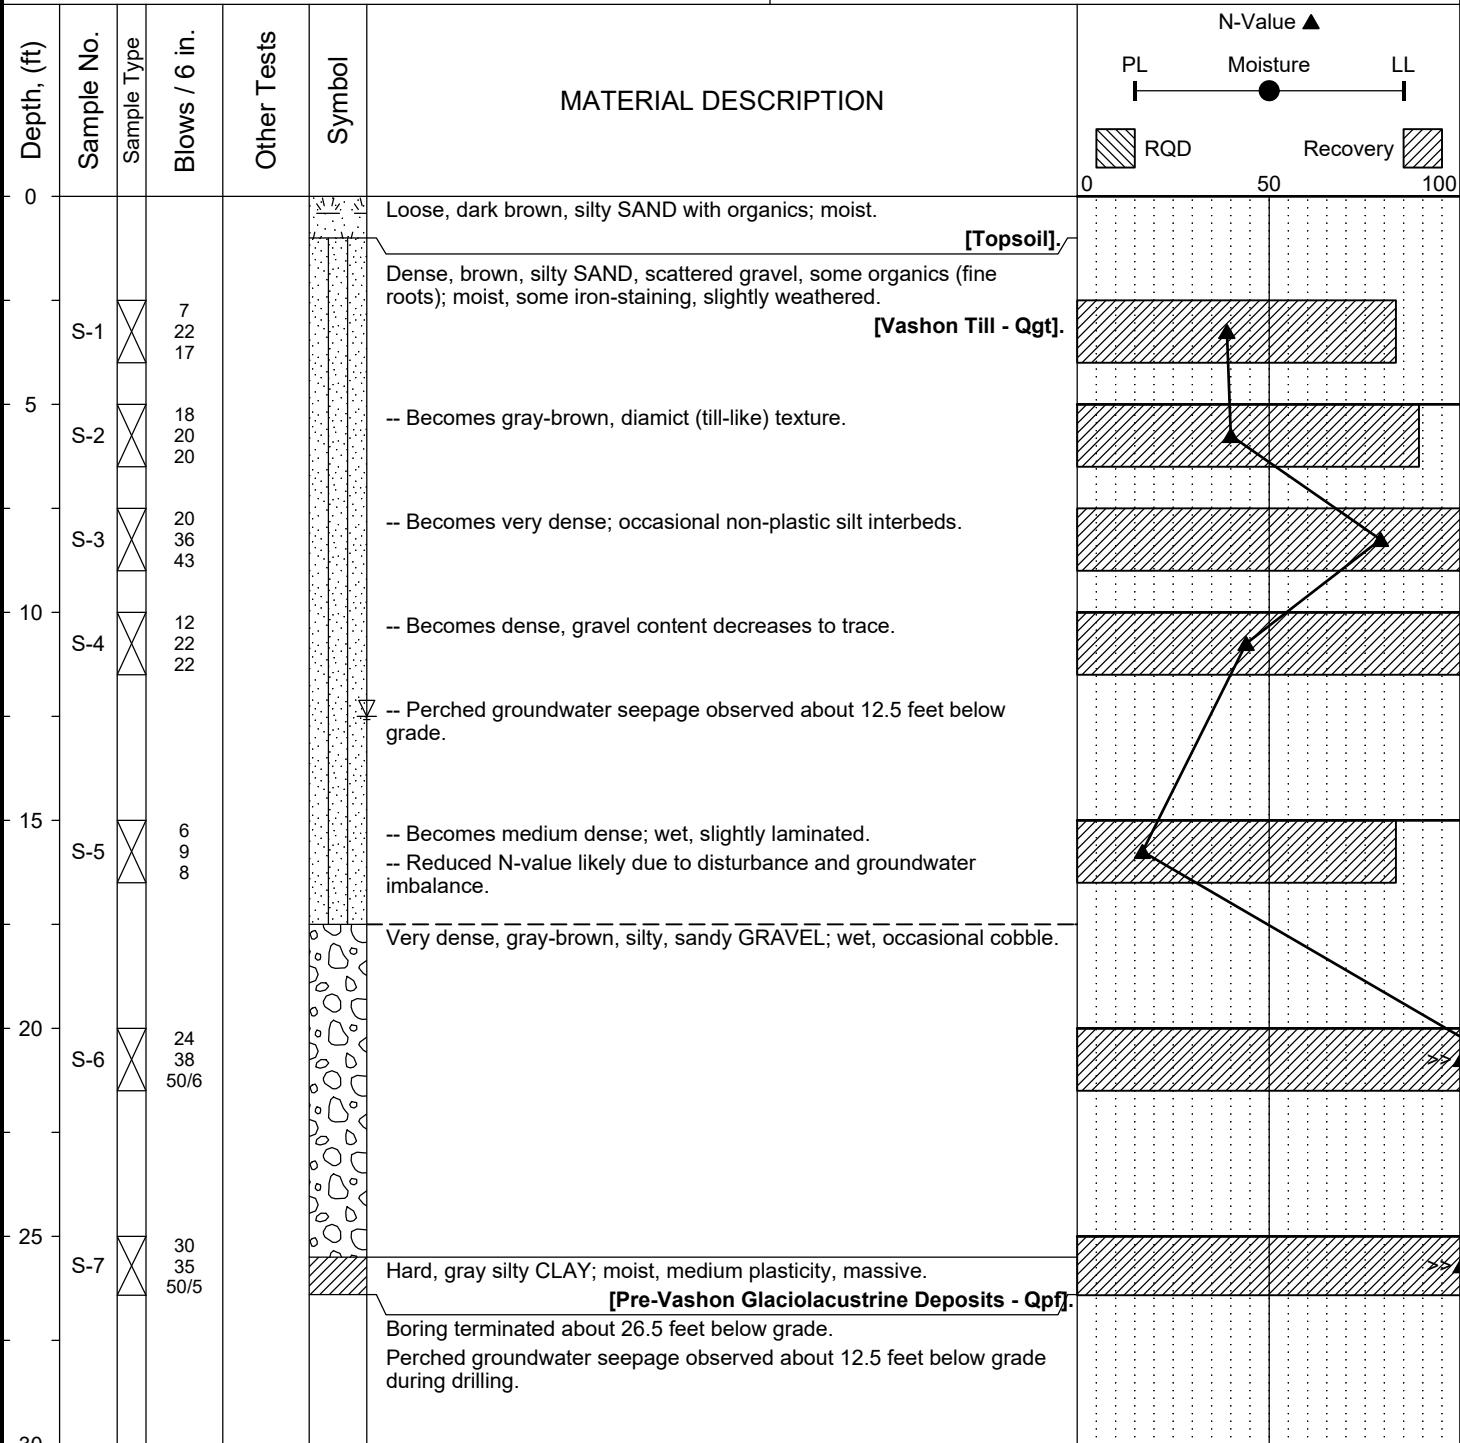 Depth, (ft)
Sample No.
Sample Type
Blows / 6 in.
Other Tests
Symbol
MATERIAL DESCRIPTION
N-Value ▲
PL Moisture LL
RQD Recovery
0 50 100
0
Loose, dark brown, silty SAND with organics; moist.
[Topsoil].
Dense, brown, silty SAND, scattered gravel, some organics (fine
roots); moist, some iron-staining, slightly weathered.
[Vashon Till - Qgt].
S-1
7
22
17
5
S-2
18
20
20
-- Becomes gray-brown, diamict (till-like) texture.
S-3
20
36
43
-- Becomes very dense; occasional non-plastic silt interbeds.
10
S-4
12
22
22
-- Becomes dense, gravel content decreases to trace.
-- Perched groundwater seepage observed about 12.5 feet below
grade.
15
S-5
6
9
8
-- Becomes medium dense; wet, slightly laminated.
-- Reduced N-value likely due to disturbance and groundwater
imbalance.
Very dense, gray-brown, silty, sandy GRAVEL; wet, occasional cobble.
20
S-6
24
38
50/6
>>▲
25
S-7
30
35
50/5
>>▲
Hard, gray silty CLAY; moist, medium plasticity, massive.
[Pre-Vashon Glaciolacustrine Deposits - Qpf].
Boring terminated about 26.5 feet below grade.
Perched groundwater seepage observed about 12.5 feet below grade
during drilling.
30